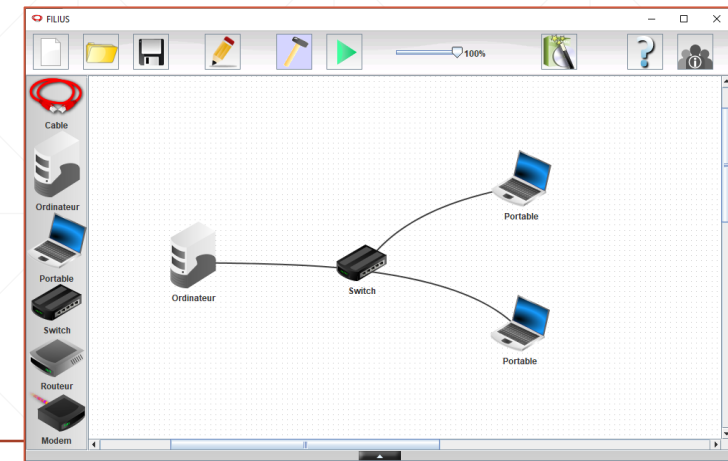 FILIUS
100%
Cable
Ordinateur
Portable
Switch
Routeur
Modem
Portable
Ordinateur
Switch
Portable